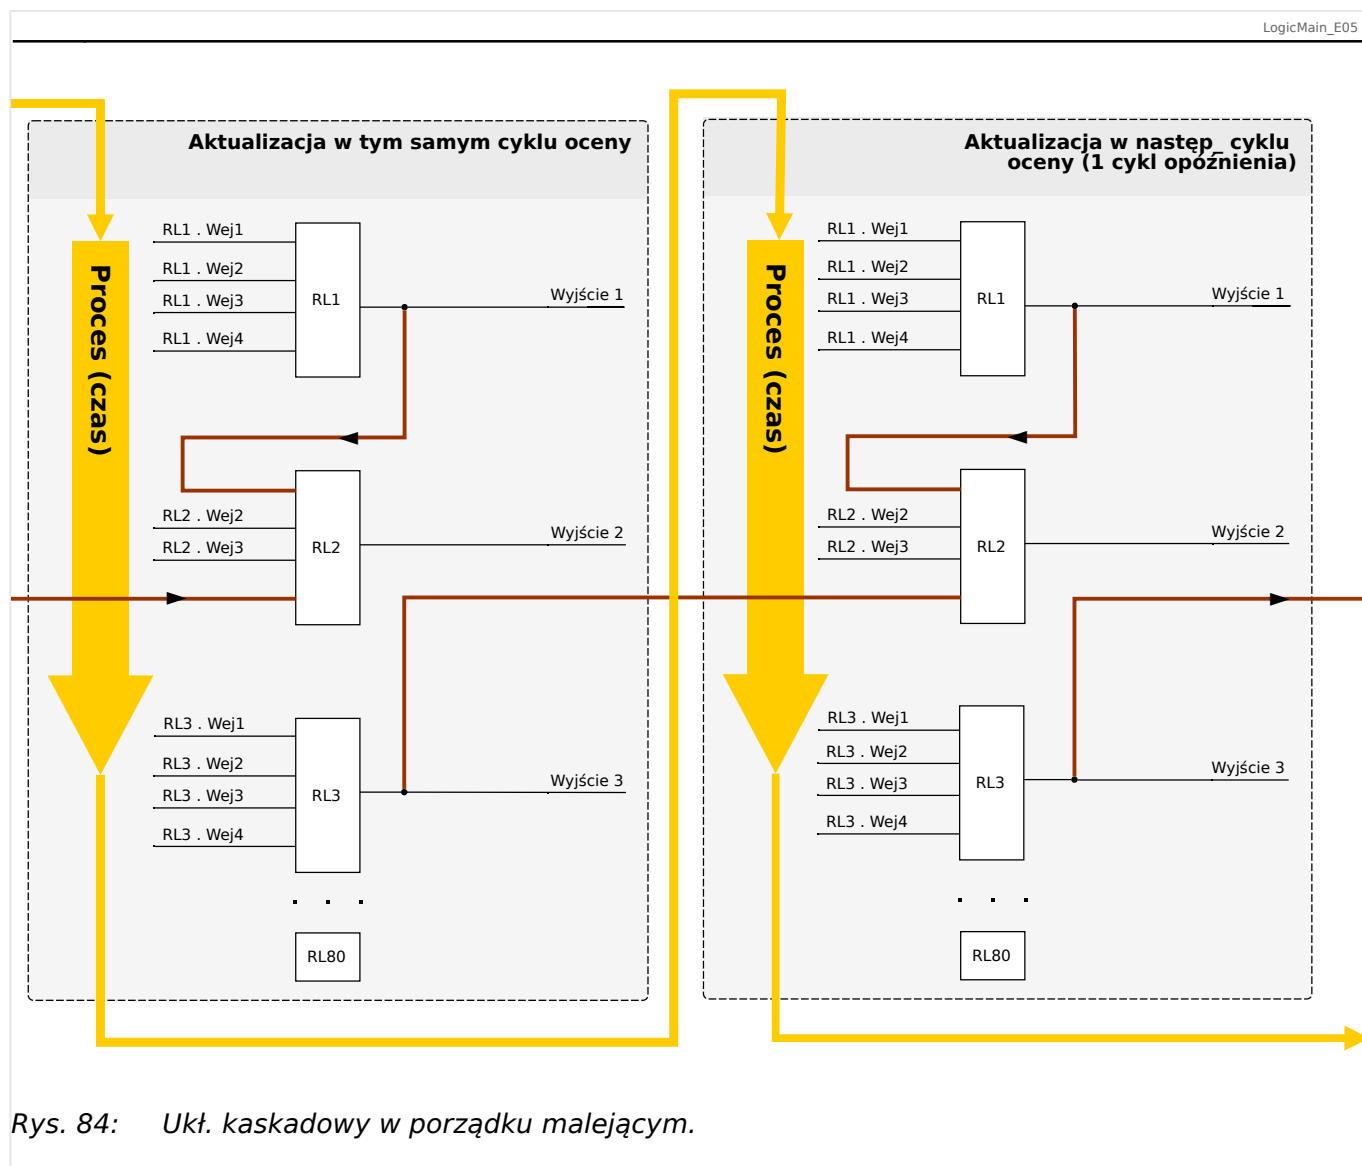 LogicMain_E05
Aktualizacja w tym samym cyklu oceny
Proces (czas)
RL1 . Wej1
RL1 . Wej2
RL1 . Wej3
RL1 . Wej4
RL1
Wyjście 1
RL2 . Wej2
RL2 . Wej3
RL2
Wyjście 2
RL3 . Wej1
RL3 . Wej2
RL3 . Wej3
RL3 . Wej4
RL3
Wyjście 3
. . .
RL80
Aktualizacja w następ_ cyklu
oceny (1 cykl opóźnienia)
Proces (czas)
RL1 . Wej1
RL1 . Wej2
RL1 . Wej3
RL1 . Wej4
RL1
Wyjście 1
RL2 . Wej2
RL2 . Wej3
RL2
Wyjście 2
RL3 . Wej1
RL3 . Wej2
RL3 . Wej3
RL3 . Wej4
RL3
Wyjście 3
. . .
RL80
Rys. 84: Ukł. kaskadowy w porządku malejącym.